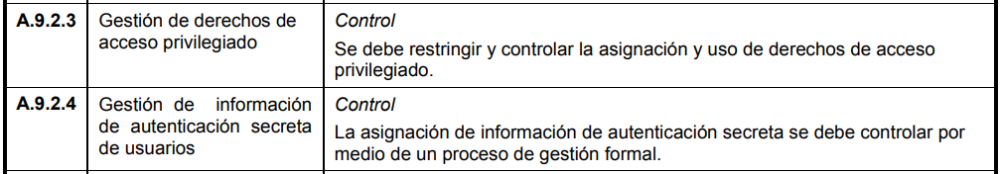 A.9.2.3
Gestión de derechos de
acceso privilegiado
Control
Se debe restringir y controlar la asignación y uso de derechos de acceso
privilegiado.
A.9.2.4
Gestión de información
de autenticación secreta
de usuarios
Control
La asignación de información de autenticación secreta se debe controlar por
medio de un proceso de gestión formal.